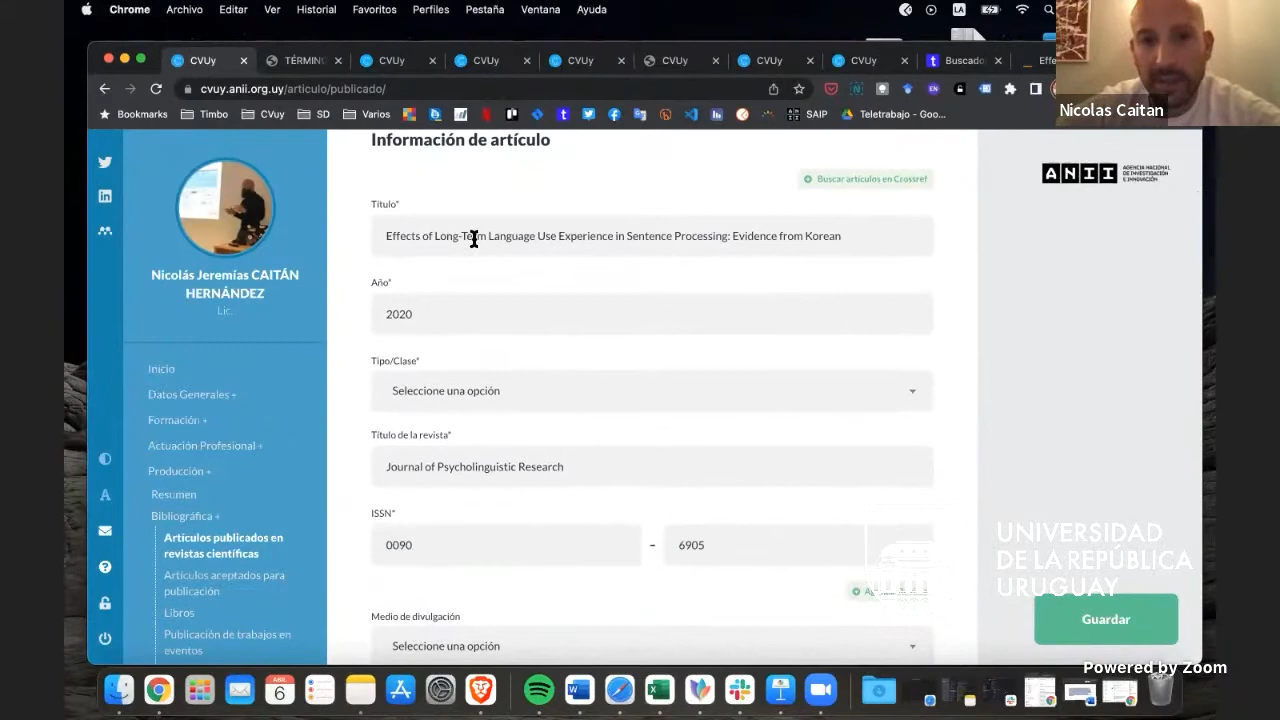 Chrome Archivo Editar Ver Historial Favoritos Perfiles Pestaña Ventana Ayuda LA
Nicolas Caitan
CVUy TÉRMIN CVUy CVUy CVUy CVUy CVUy CVUy Buscado Effe
cvuy.anii.org.uy/articulo/publicado/ EN
Bookmarks Timbo CVuy SD Varios SAIP Teletrabajo - Goo...
Información de artículo
ANII AGENCIA NACIONAL
DE INVESTIGACIÓN
E INNOVACIÓN
Buscar artículos en Crossref
Título*
Effects of Long-Term Language Use Experience in Sentence Processing: Evidence from Korean
Nicolás Jeremías CAITÁN
HERNÁNDEZ
Lic.
Año*
2020
Tipo/Clase*
Seleccione una opción
Título de la revista*
Journal of Psycholinguistic Research
ISSN*
0090 - 6905
Medio de divulgación
Seleccione una opción
Inicio
Datos Generales +
Formación +
Actuación Profesional +
Producción +
Resumen
Bibliográfica +
Artículos publicados en
revistas científicas
Artículos aceptados para
publicación
Libros
Publicación de trabajos en
eventos
UNIVERSIDAD
DE LA REPÚBLICA
URUGUAY
Guardar
Powered by Zoom
ABR.
6